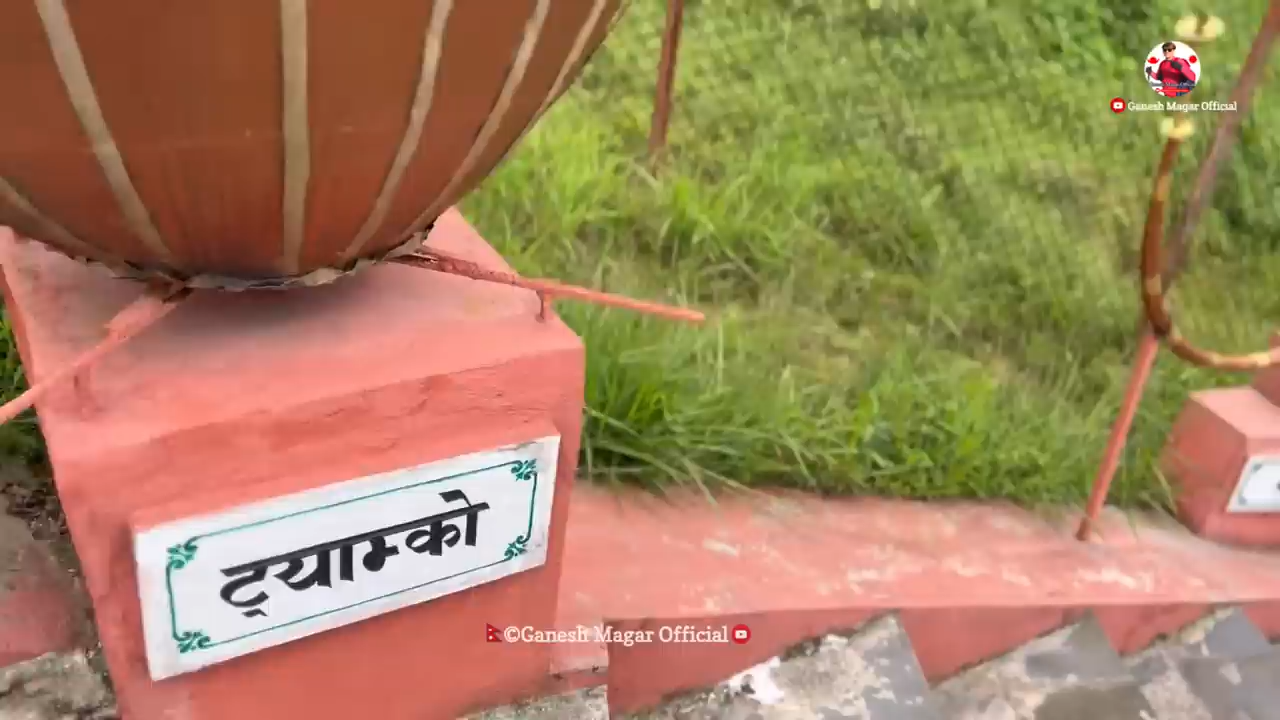 Ganesh Magar Official
ट्याम्को
©Ganesh Magar Official